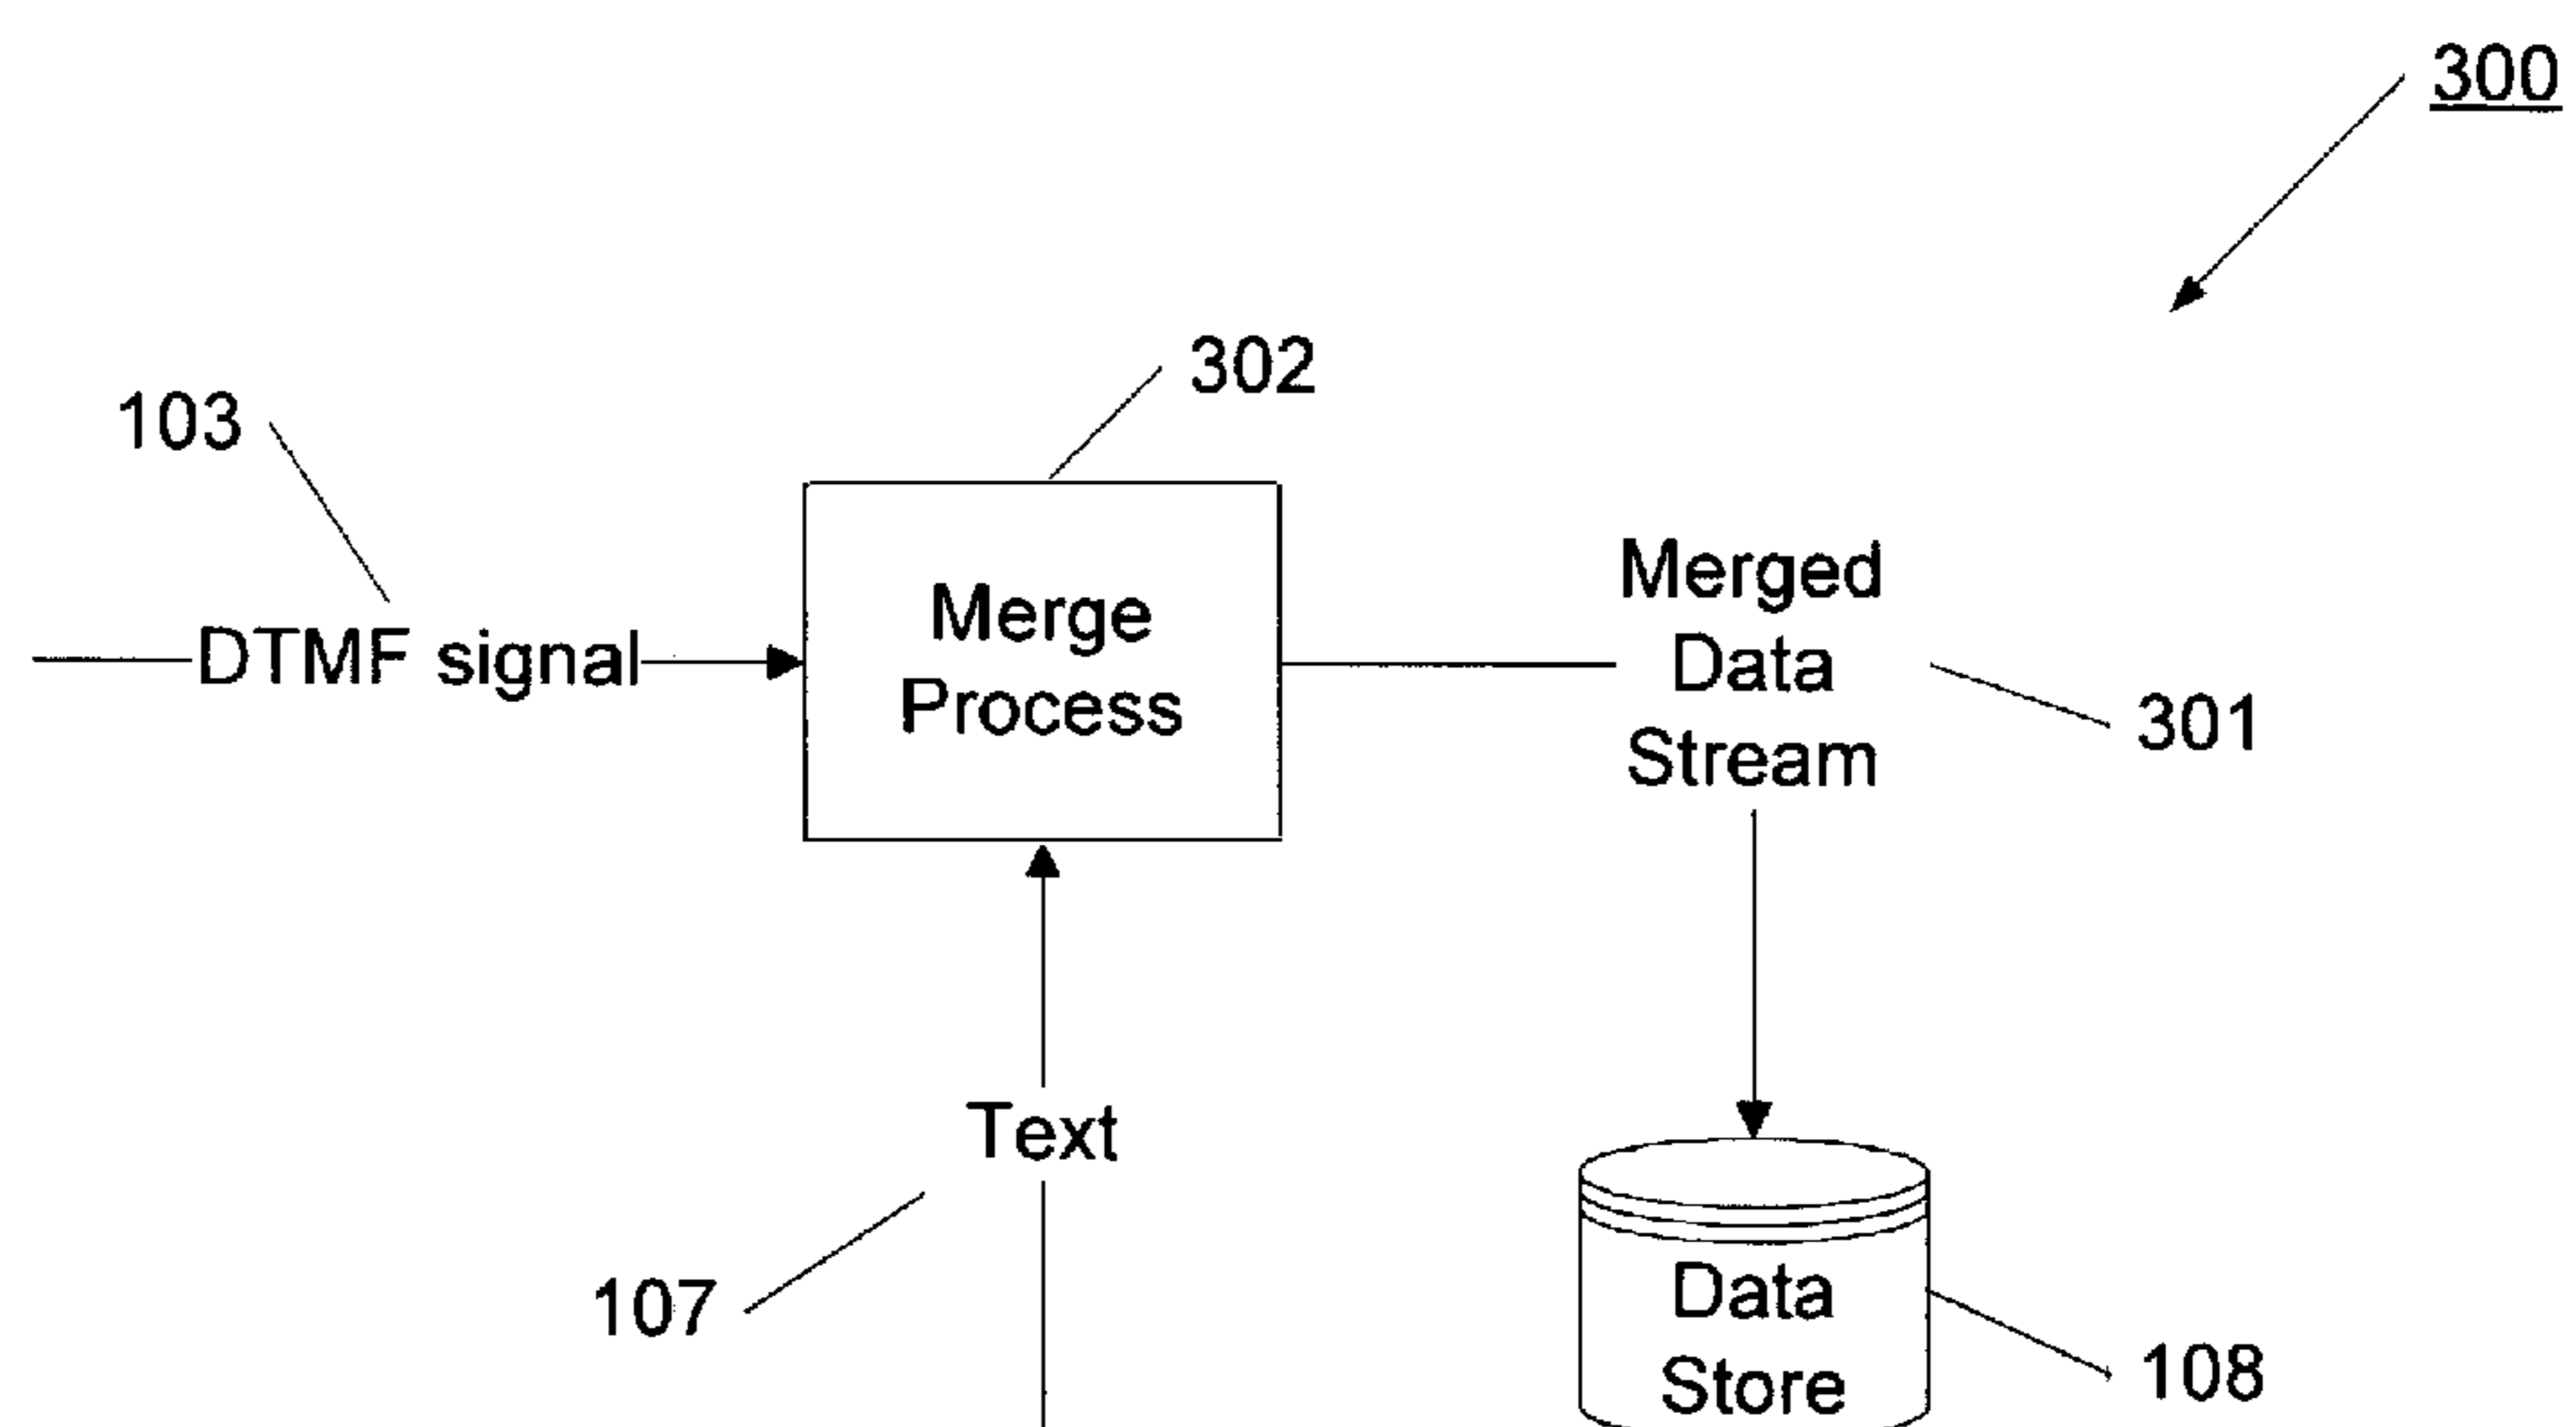 300
302
103
Merge
Process
DTMF signal
Merged
Data
Stream
301
Text
107
Data
Store
108